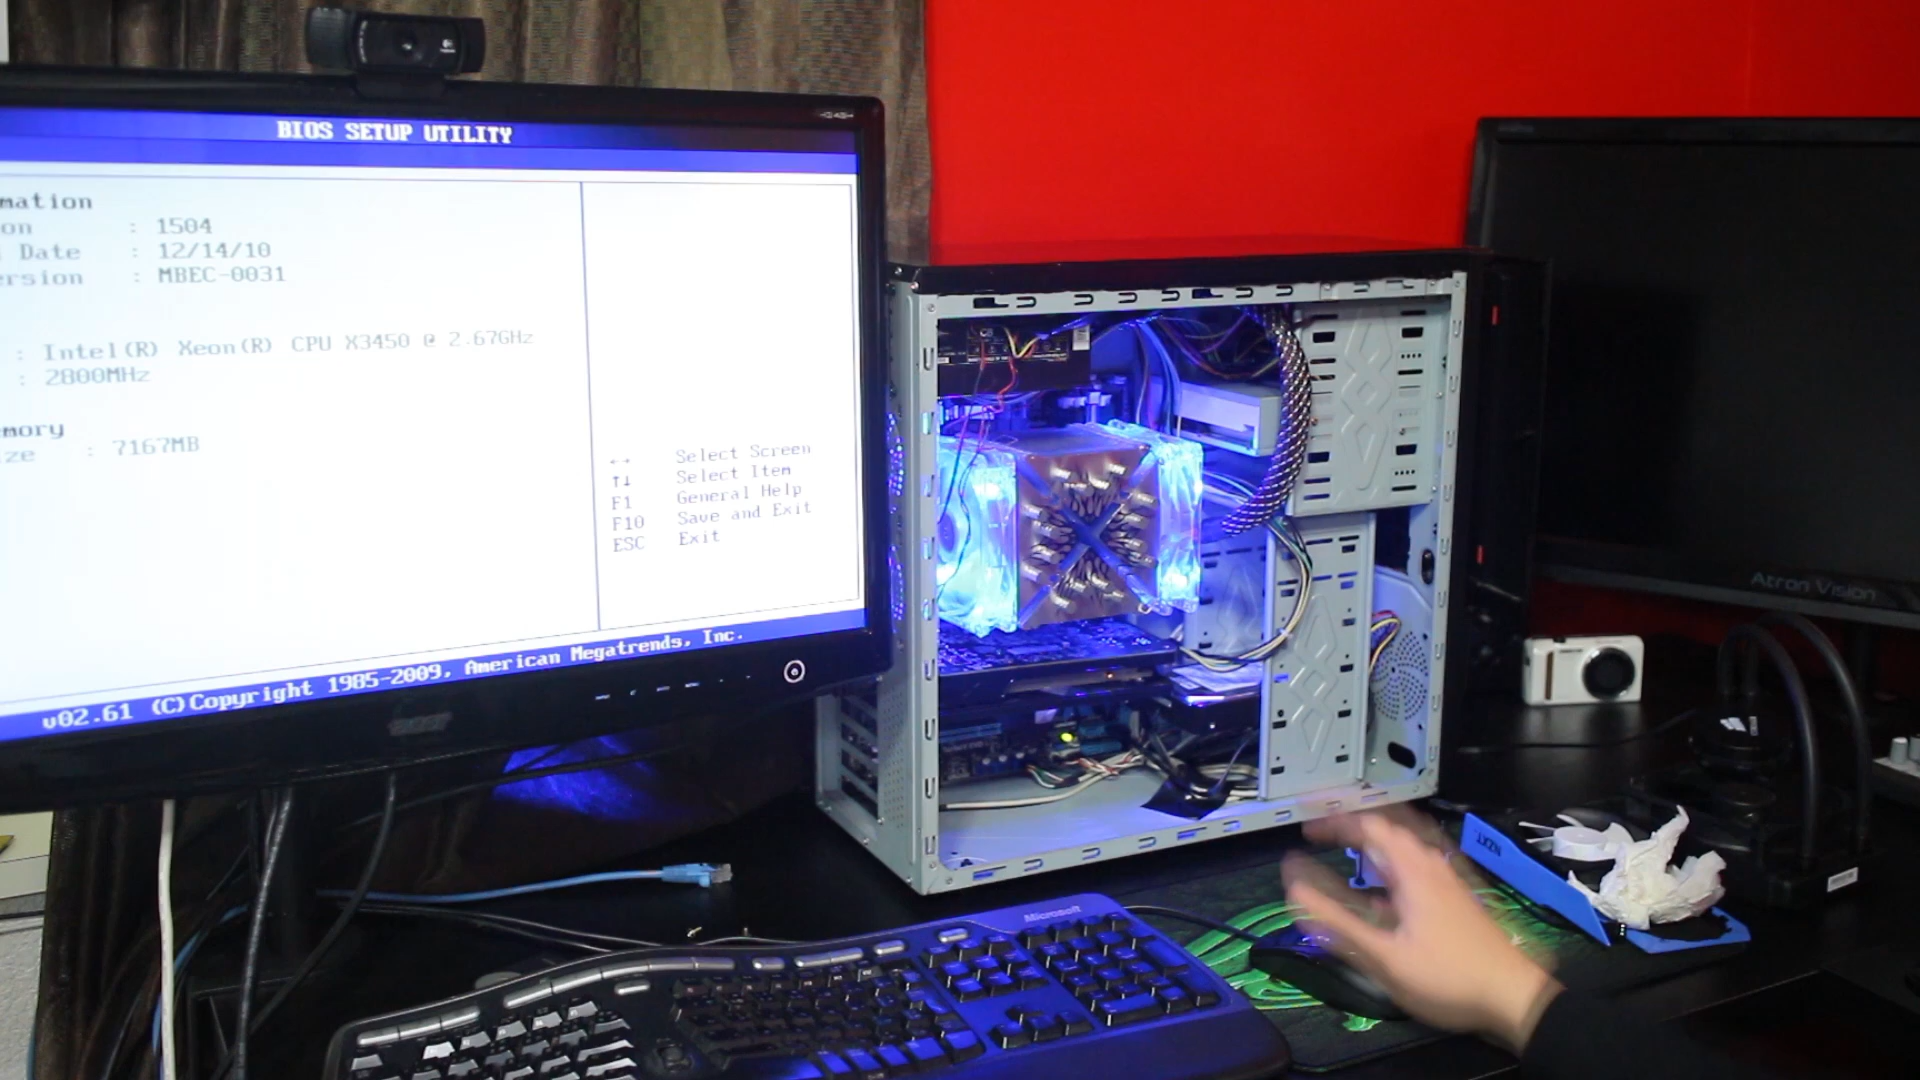 BIOS SETUP UTILITY
mation
on : 1504
Date : 12/14/10
ersion : MBEC-0031
: Intel(R) Xeon(R) CPU X3450 @ 2.67GHz
: 2800MHz
mory
ze : 7167MB
↔ Select Screen
↑↓ Select Item
F1 General Help
F10 Save and Exit
ESC Exit
v02.61 (C)Copyright 1985-2009, American Megatrends, Inc.
acer
Atron Vision
NZXT
Microsoft